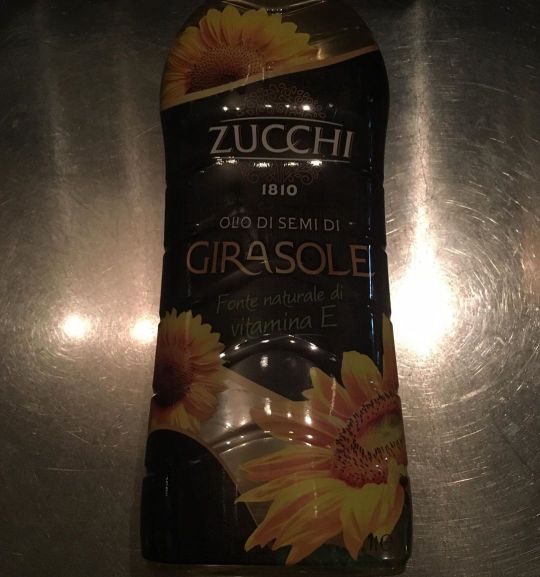 ZUCCHI
1810
OLIO DI SEMI DI
GIRASOLE
Fonte naturale di
vitamina E